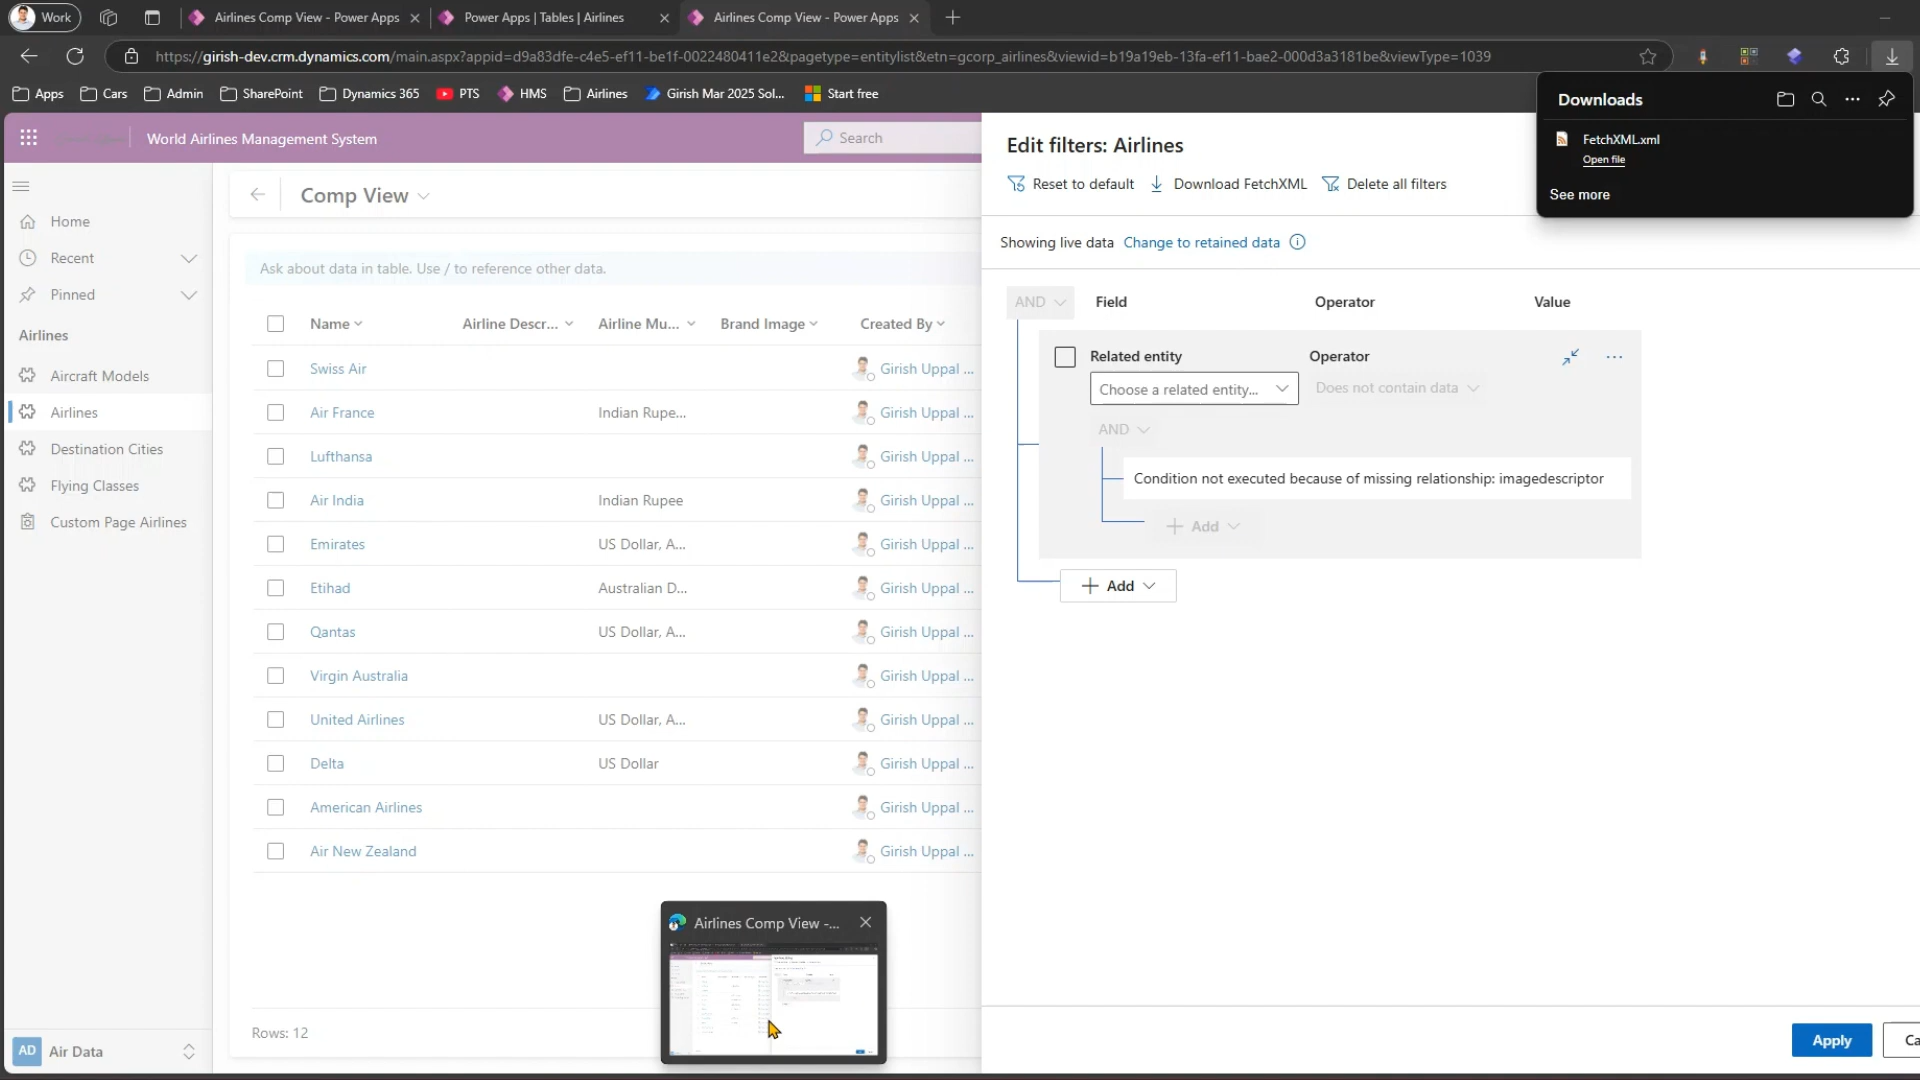 Work
Airlines Comp View - Power Apps
Power Apps | Tables | Airlines
Airlines Comp View - Power Apps
https://girish-dev.crm.dynamics.com/main.aspx?appid=d9a83dfe-c4e5-ef11-be1f-0022480411e2&pagetype=entitylist&etn=gcorp_airlines&viewid=b19a19eb-13fa-ef11-bae2-000d3a3181be&viewType=1039
Apps
Cars
Admin
SharePoint
Dynamics 365
PTS
HMS
Airlines
Girish Mar 2025 Sol...
Start free
Downloads
FetchXML.xml
Open file
See more
World Airlines Management System
Search
Home
Recent
Pinned
Airlines
Aircraft Models
Airlines
Destination Cities
Flying Classes
Custom Page Airlines
AD Air Data
Comp View
Ask about data in table. Use / to reference other data.
Name Airline Descr... Airline Mu... Brand Image Created By
Swiss Air Girish Uppal ...
Air France Indian Rupe... Girish Uppal ...
Lufthansa Girish Uppal ...
Air India Indian Rupee Girish Uppal ...
Emirates US Dollar, A... Girish Uppal ...
Etihad Australian D... Girish Uppal ...
Qantas US Dollar, A... Girish Uppal ...
Virgin Australia Girish Uppal ...
United Airlines US Dollar, A... Girish Uppal ...
Delta US Dollar Girish Uppal ...
American Airlines Girish Uppal ...
Air New Zealand Girish Uppal ...
Rows: 12
Airlines Comp View -...
Edit filters: Airlines
Reset to default Download FetchXML Delete all filters
Showing live data Change to retained data
AND Field Operator Value
Related entity Operator
Choose a related entity... Does not contain data
AND
Condition not executed because of missing relationship: imagedescriptor
Add
Add
Apply
Ca